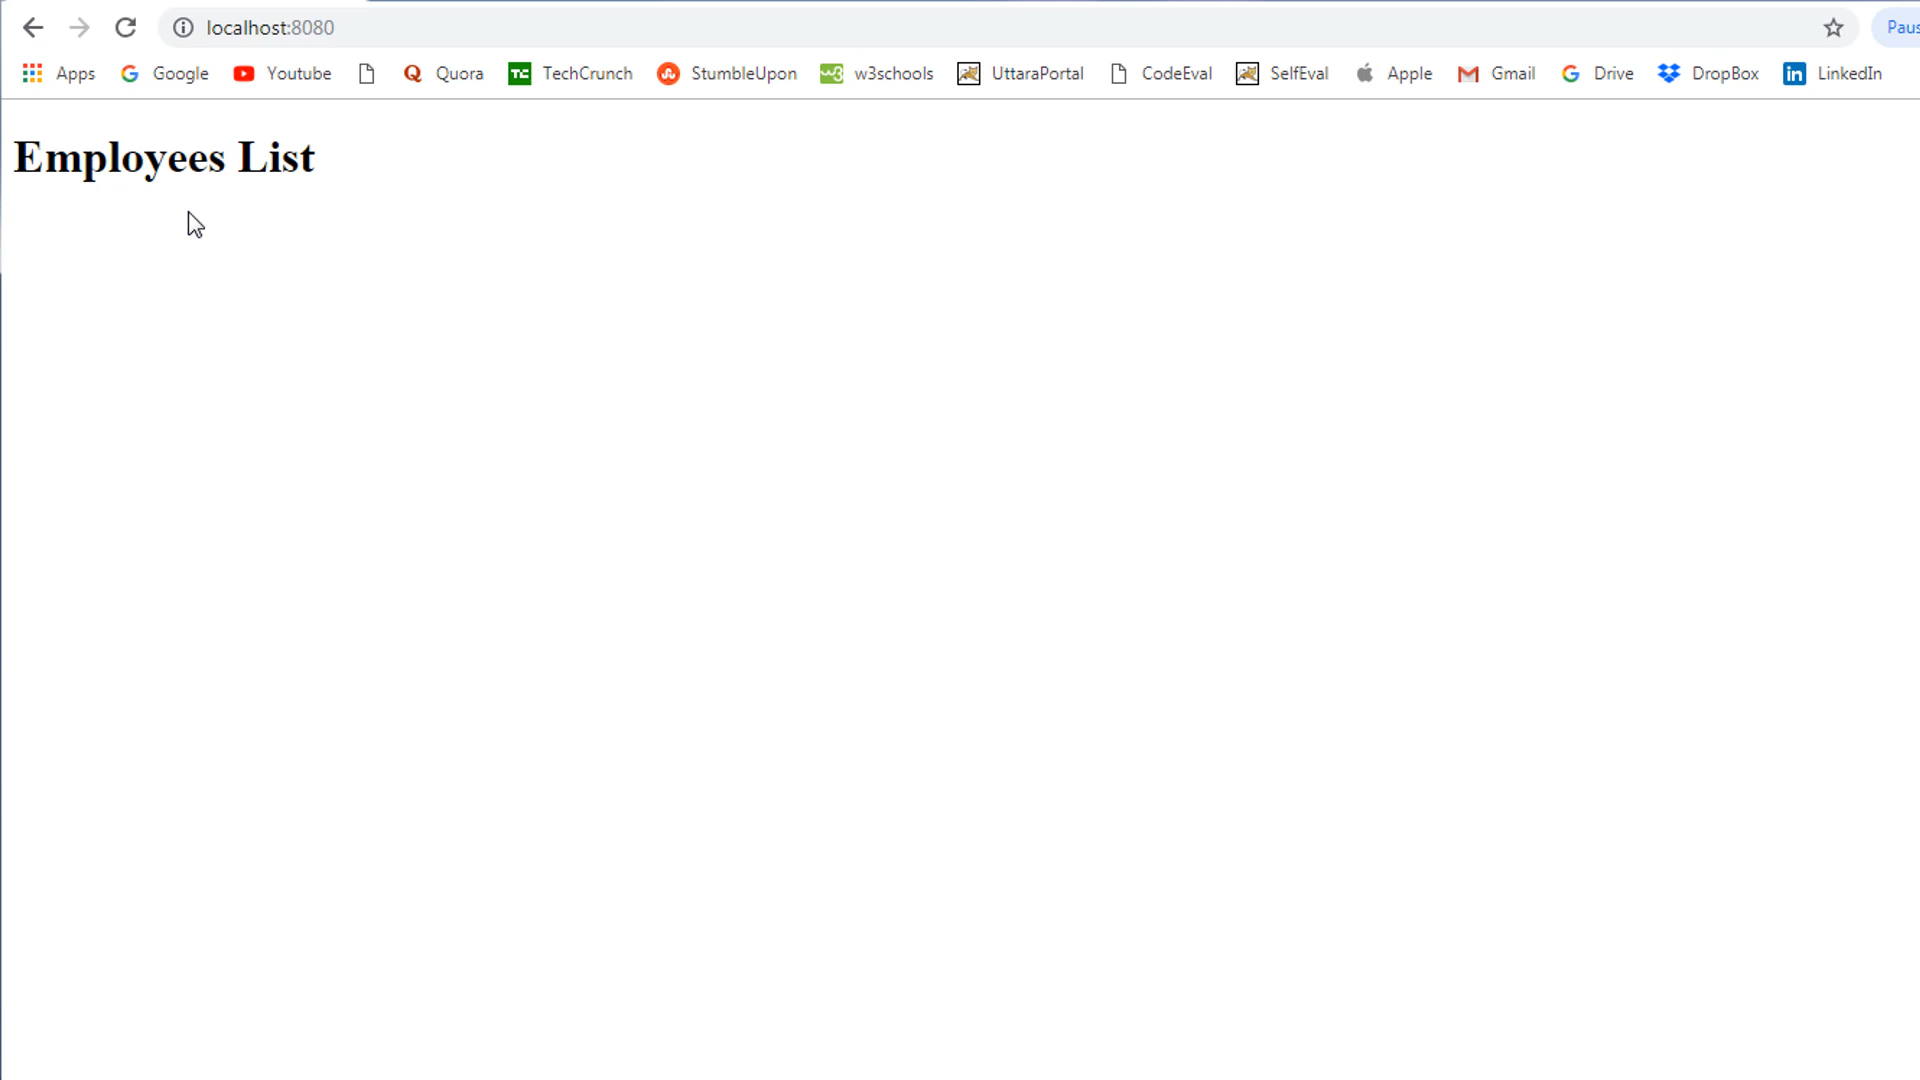 localhost:8080
Paus
Apps Google Youtube Quora TechCrunch StumbleUpon w3schools UttaraPortal CodeEval SelfEval Apple Gmail Drive DropBox LinkedIn
Employees List